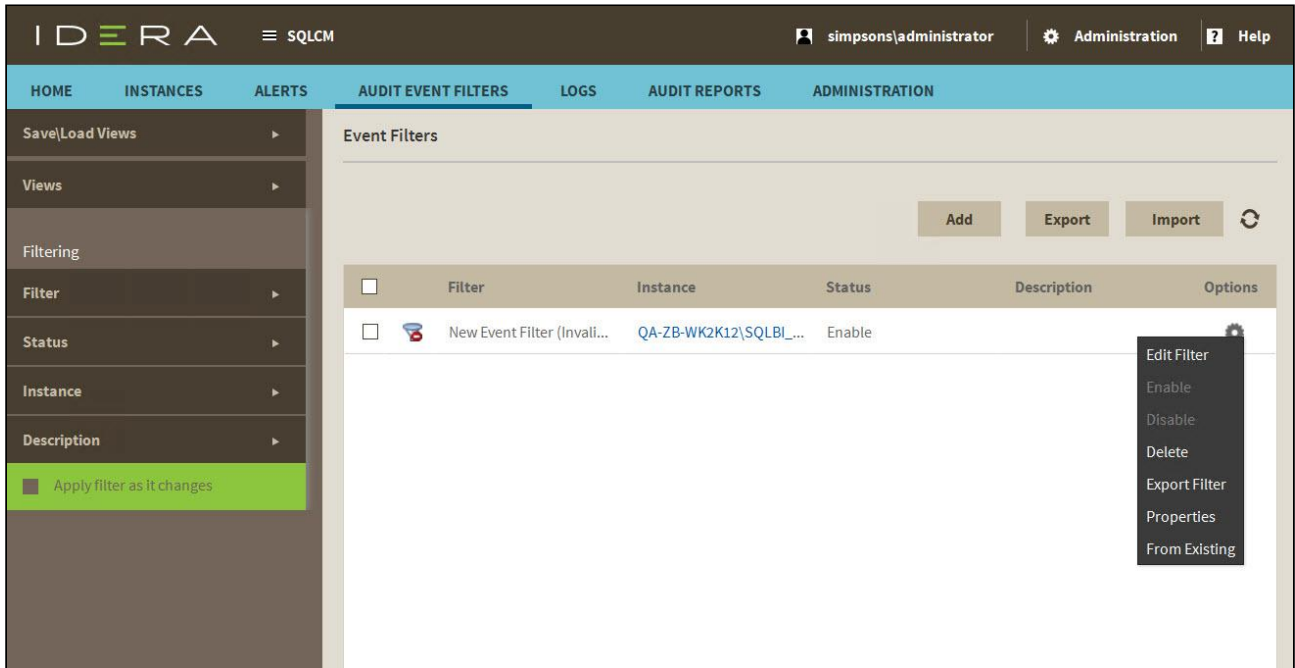 IDERA SQLCM simpsons\administrator Administration ? Help
HOME INSTANCES ALERTS AUDIT EVENT FILTERS LOGS AUDIT REPORTS ADMINISTRATION
Save\Load Views
Event Filters
Views
Add Export Import
Filtering
Filter
Filter Instance Status Description Options
Status
New Event Filter (Invali... QA-ZB-WK2K12\SQLBI_... Enable
Instance
Description
Apply filter as it changes
Edit Filter
Enable
Disable
Delete
Export Filter
Properties
From Existing